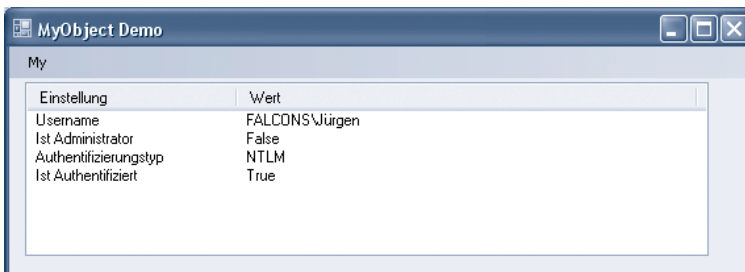 MyObject Demo
My
Einstellung Wert
Username FALCONS\Jürgen
Ist Administrator False
Authentifizierungstyp NTLM
Ist Authentifiziert True